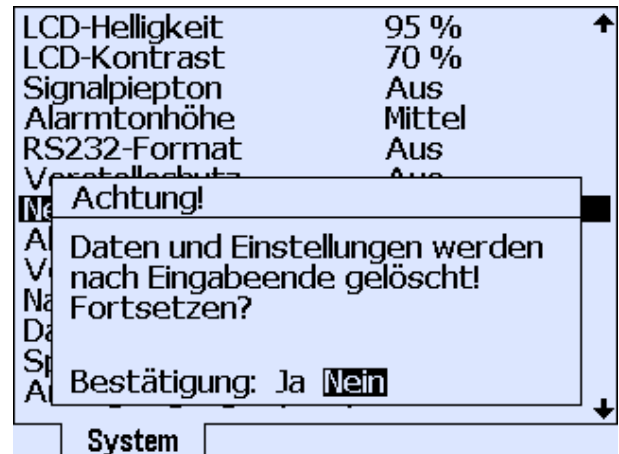 LCD-Helligkeit 95 %
LCD-Kontrast 70 %
Signalpiepton Aus
Alarmtonhöhe Mittel
RS232-Format Aus
Achtung!
Daten und Einstellungen werden
nach Eingabeende gelöscht!
Fortsetzen?
Bestätigung: Ja Nein
System